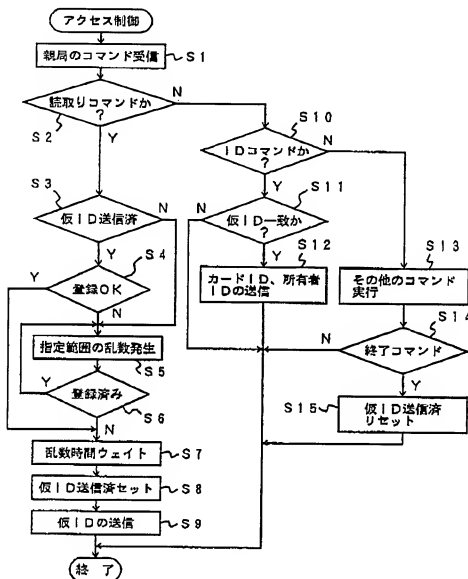 アクセス制御
親局のコマンド受信
S1
読取りコマンドか
?
N
S2
Y
S10
IDコマンドか
?
N
S3
Y
S11
仮ID送信済
N
N
仮ID一致か
?
Y
S4
Y
S12
S13
Y
登録OK
カードID、所有者
IDの送信
その他のコマンド
実行
N
S14
指定範囲の乱数発生
N
終了コマンド
S5
Y
登録済み
Y
S15
仮ID送信済
リセット
N
S6
乱数時間ウェイト
S7
仮ID送信済セット
S8
仮IDの送信
S9
終了